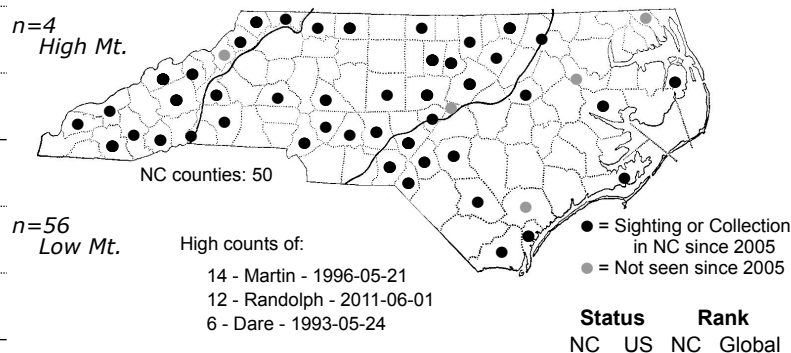 n=4
High Mt.
NC counties: 50
n=56
Low Mt.
High counts of:
14 - Martin - 1996-05-21
12 - Randolph - 2011-06-01
6 - Dare - 1993-05-24
= Sighting or Collection
in NC since 2005
= Not seen since 2005
Status Rank
NC US NC Global